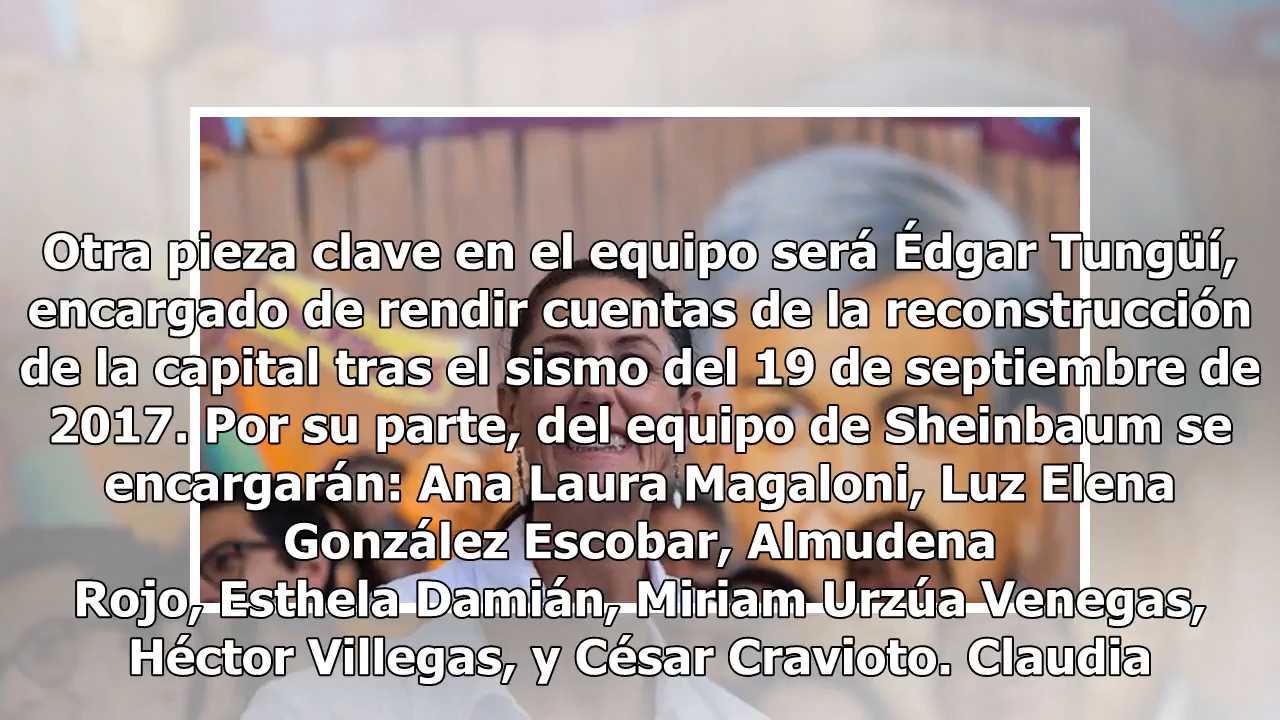 Otra pieza clave en el equipo será Édgar Tungüí,
encargado de rendir cuentas de la reconstrucción
de la capital tras el sismo del 19 de septiembre de
2017. Por su parte, del equipo de Sheinbaum se
encargarán: Ana Laura Magaloni, Luz Elena
González Escobar, Almudena
Rojo, Esthela Damián, Miriam Urzúa Venegas,
Héctor Villegas, y César Cravioto. Claudia